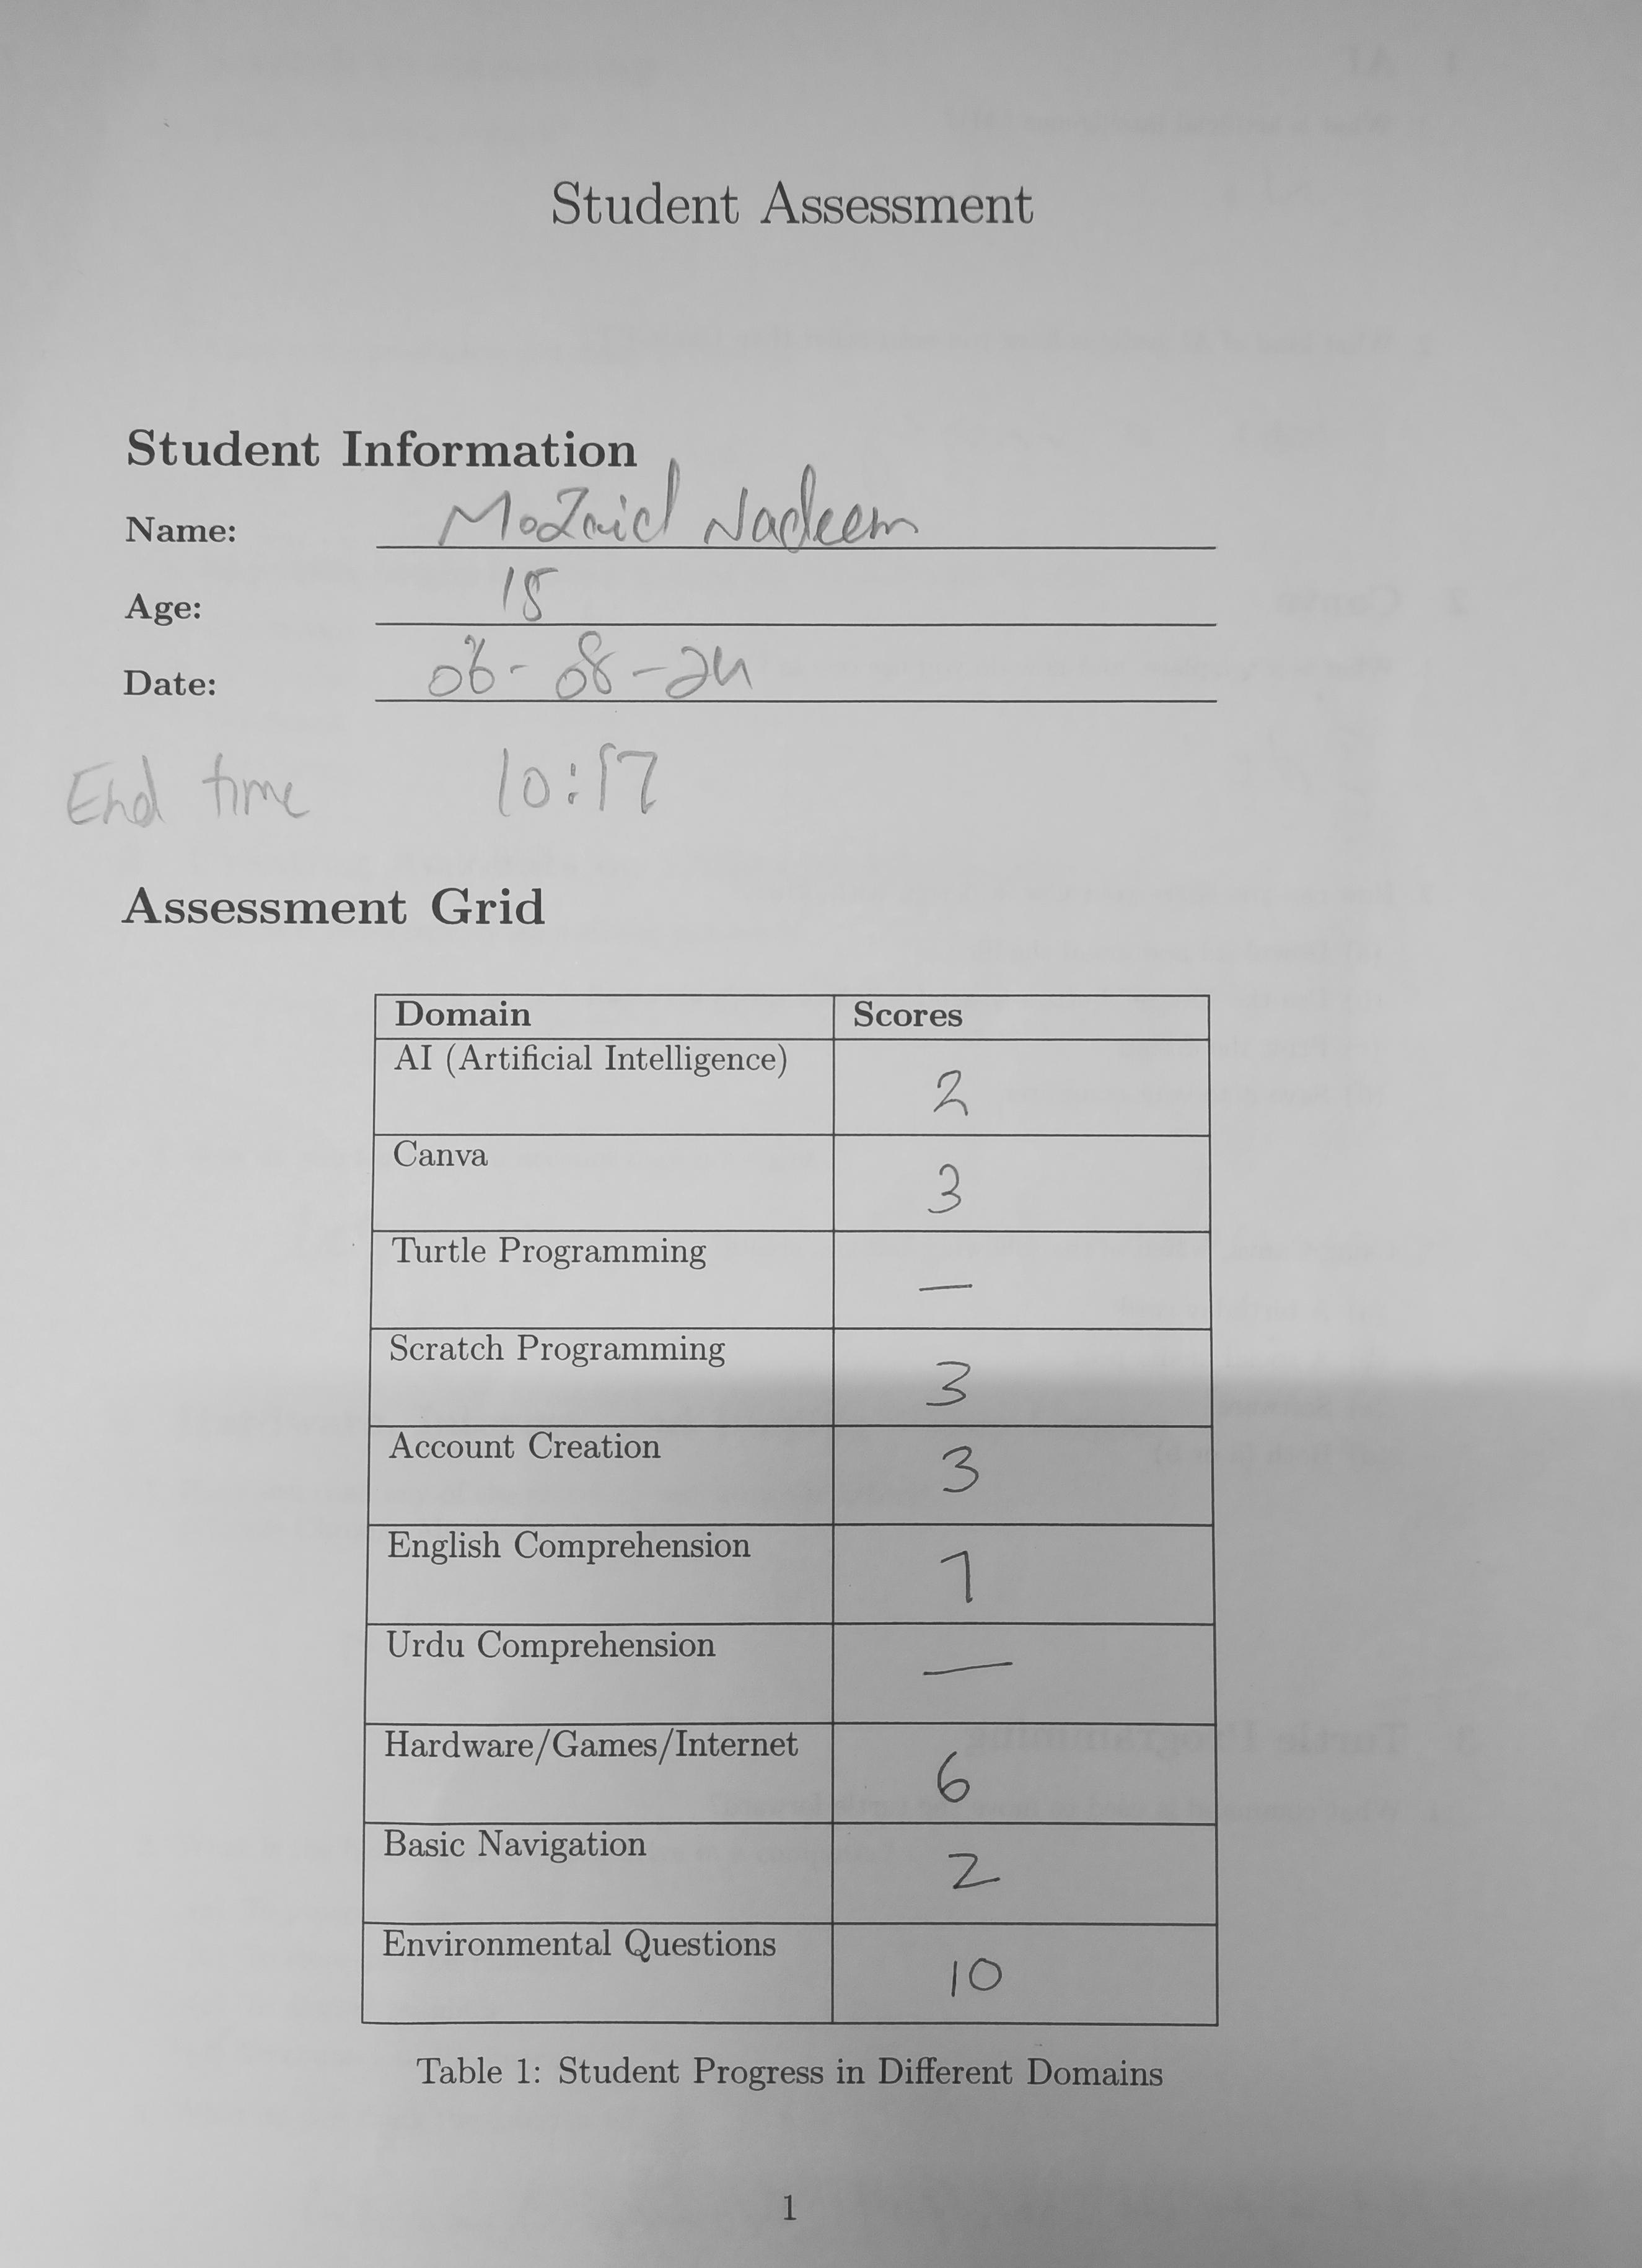 Student Assessment
Student Information
Name: MoZaid Nadeem
Age: 15
Date: 06-08-24
End time 10:17
Assessment Grid
Domain Scores
AI (Artificial Intelligence) 2
Canva 3
Turtle Programming —
Scratch Programming 3
Account Creation 3
English Comprehension 7
Urdu Comprehension —
Hardware/Games/Internet 6
Basic Navigation 2
Environmental Questions 10
Table 1: Student Progress in Different Domains
1